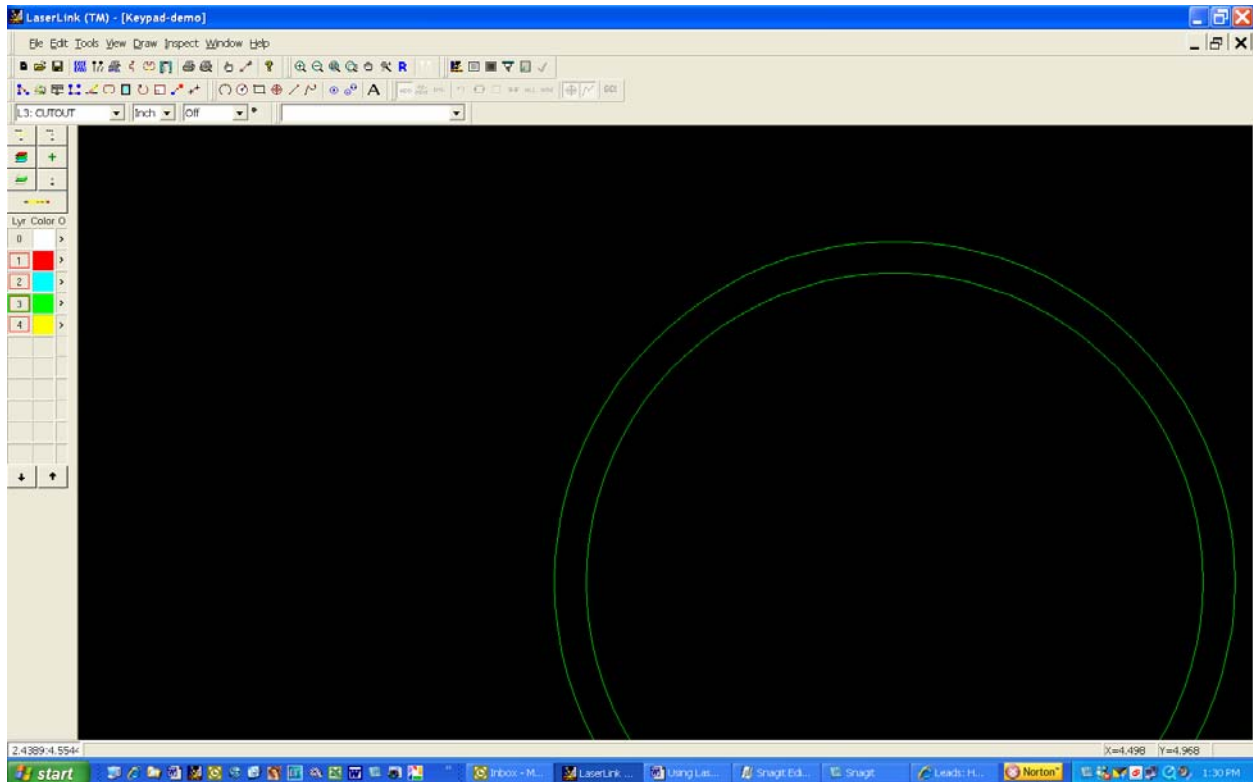 LaserLink (TM) - [Keypad-demo]
File Edit Tools View Draw Inspect Window Help
R
A GO!
L3: CUTOUT Inch Off
Lyr Color O
0
1
2
3
4
2.4389:4.554 X=4.498 Y=4.968
start Inbox - M... LaserLink ... Using Las... Snagit Edi... Snagit Leads: H... Norton 1:30 PM